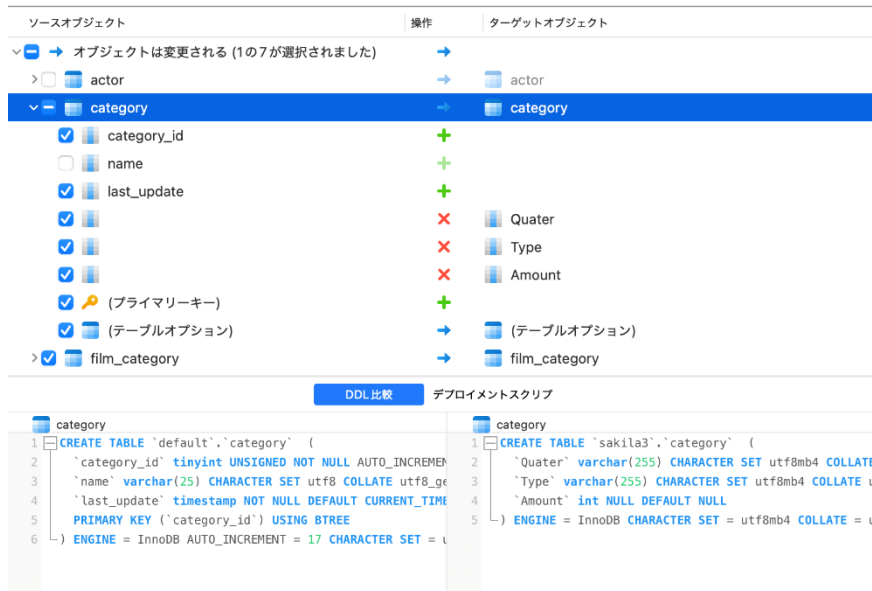 ソースオブジェクト 操作 ターゲットオブジェクト
オブジェクトは変更される (1の7が選択されました)
actor actor
category category
category_id
name
last_update
Quater
Type
Amount
(プライマリーキー)
(テーブルオプション) (テーブルオプション)
film_category film_category
DDL 比較 デプロイメントスクリプ
category
1 CREATE TABLE `default`.`category` (
2 `category_id` tinyint UNSIGNED NOT NULL AUTO_INCREMEN
3 `name` varchar(25) CHARACTER SET utf8 COLLATE utf8_ge
4 `last_update` timestamp NOT NULL DEFAULT CURRENT_TIME
5 PRIMARY KEY (`category_id`) USING BTREE
6 ) ENGINE = InnoDB AUTO_INCREMENT = 17 CHARACTER SET = u
category
1 CREATE TABLE `sakila3`.`category` (
2 `Quater` varchar(255) CHARACTER SET utf8mb4 COLLATE
3 `Type` varchar(255) CHARACTER SET utf8mb4 COLLATE u
4 `Amount` int NULL DEFAULT NULL
5 ) ENGINE = InnoDB CHARACTER SET = utf8mb4 COLLATE = u